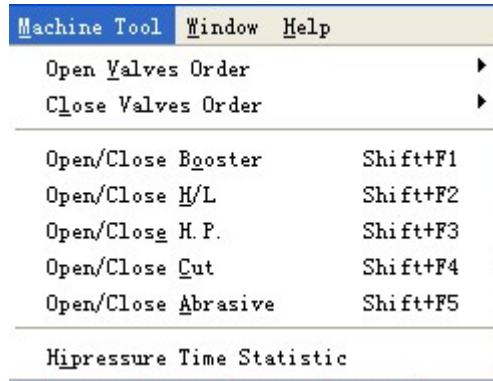 Machine Tool Window Help
Open Valves Order
Close Valves Order
Open/Close Booster Shift+F1
Open/Close H/L Shift+F2
Open/Close H.P. Shift+F3
Open/Close Cut Shift+F4
Open/Close Abrasive Shift+F5
Hipressure Time Statistic